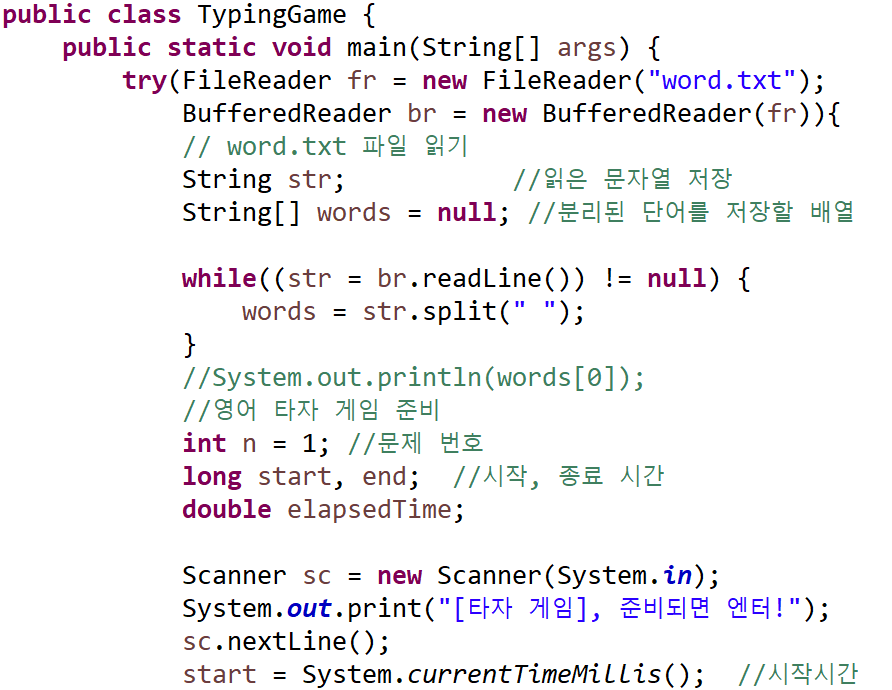 public class TypingGame {
public static void main(String[] args) {
try(FileReader fr = new FileReader("word.txt");
BufferedReader br = new BufferedReader(fr)){
// word.txt 파일 읽기
String str; //읽은 문자열 저장
String[] words = null; //분리된 단어를 저장할 배열
while((str = br.readLine()) != null) {
words = str.split(" ");
}
//System.out.println(words[0]);
//영어 타자 게임 준비
int n = 1; //문제 번호
long start, end; //시작, 종료 시간
double elapsedTime;
Scanner sc = new Scanner(System.in);
System.out.print("[타자 게임], 준비되면 엔터!");
sc.nextLine();
start = System.currentTimeMillis(); //시작시간